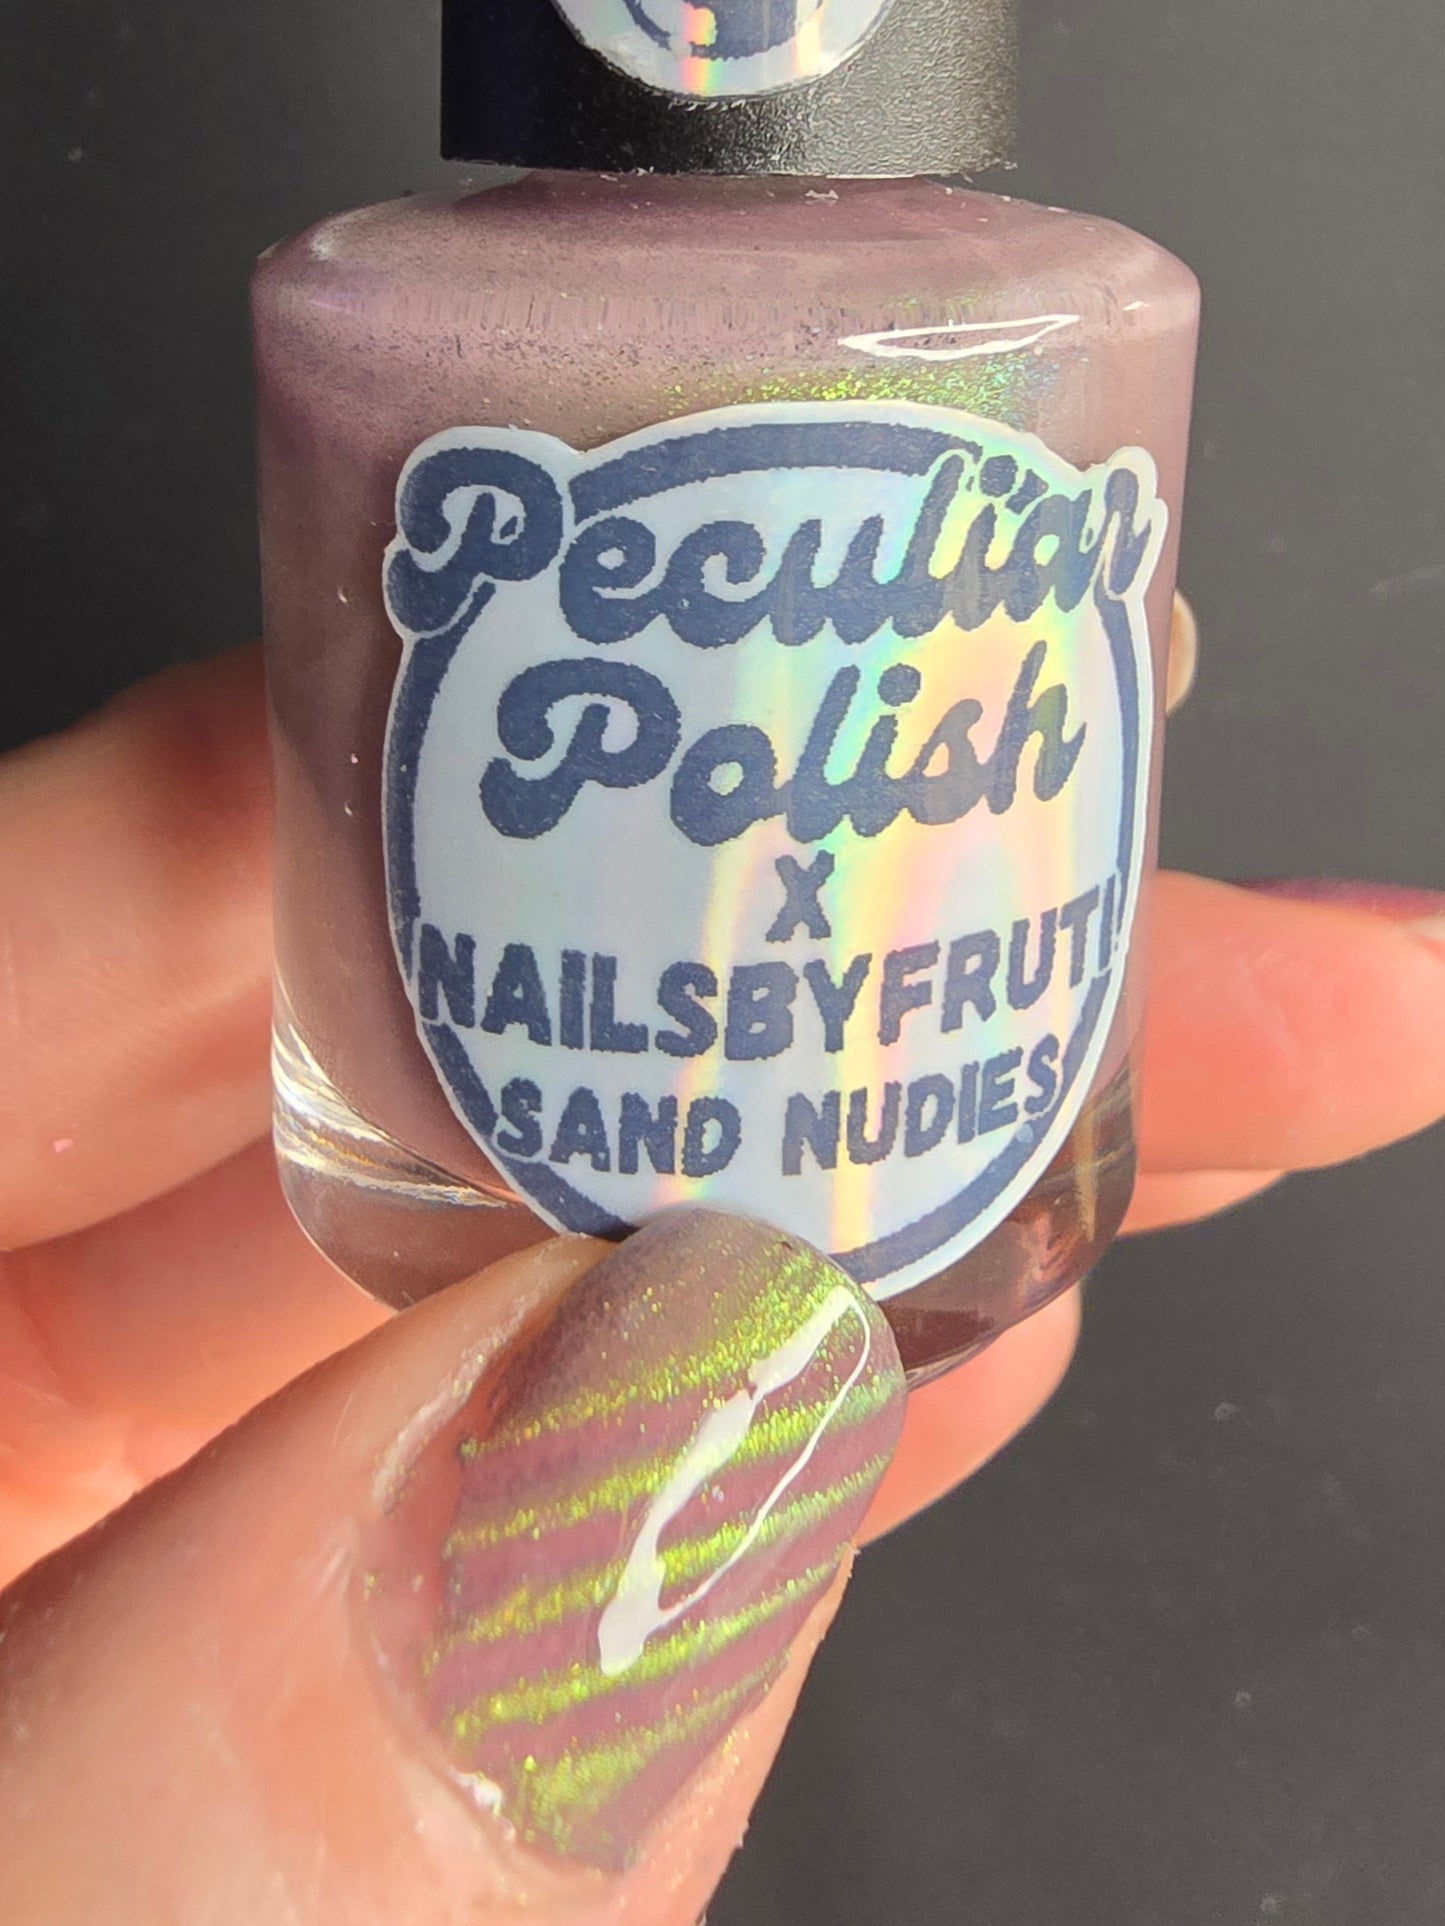 Peculiar
Polish
X
NAILSBYFRUTI
SAND NUDIES